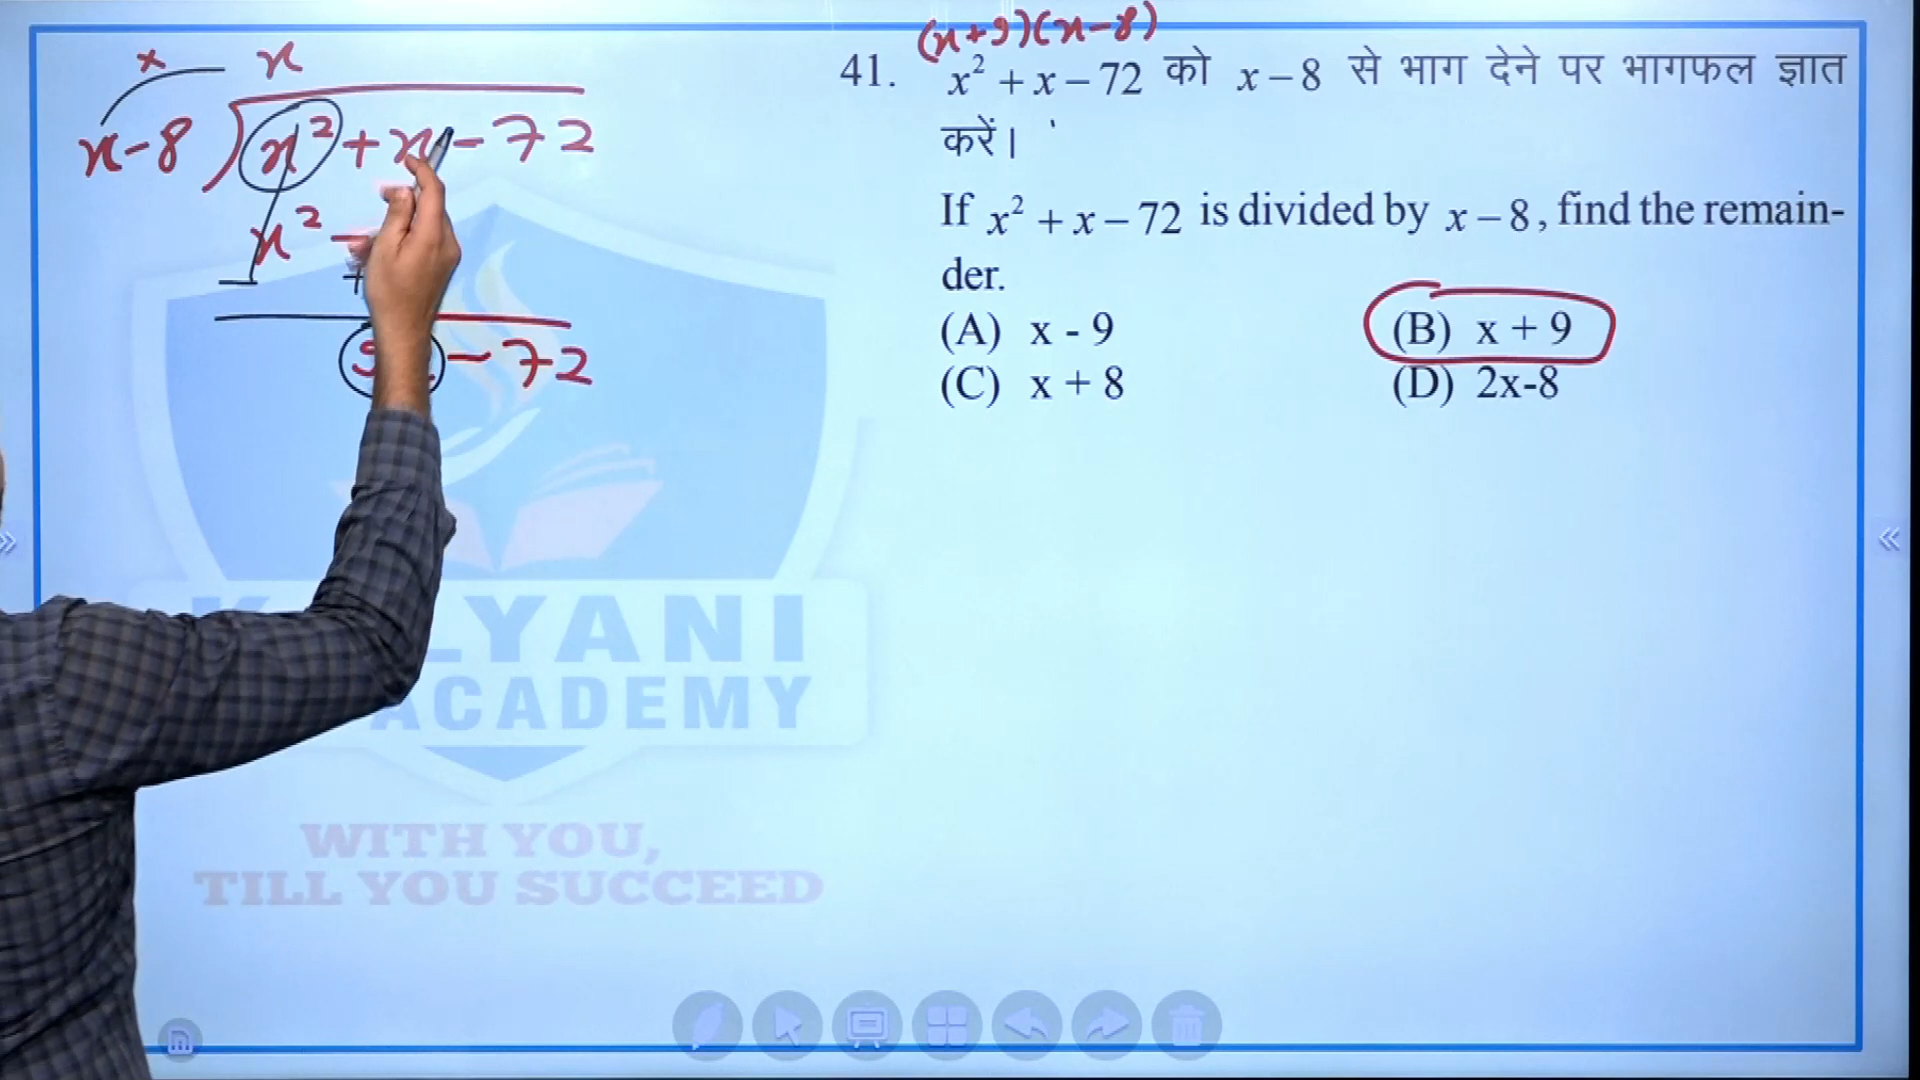 x
x
x-8 ) x² + x - 72
x² -
+
- 72
(x+9)(x-8)
41. x² + x - 72 को x - 8 से भाग देने पर भागफल ज्ञात
करें।
If x² + x - 72 is divided by x - 8, find the remain-
der.
(A) x - 9 (B) x + 9
(C) x + 8 (D) 2x-8
ACADEMY
WITH YOU,
TILL YOU SUCCEED